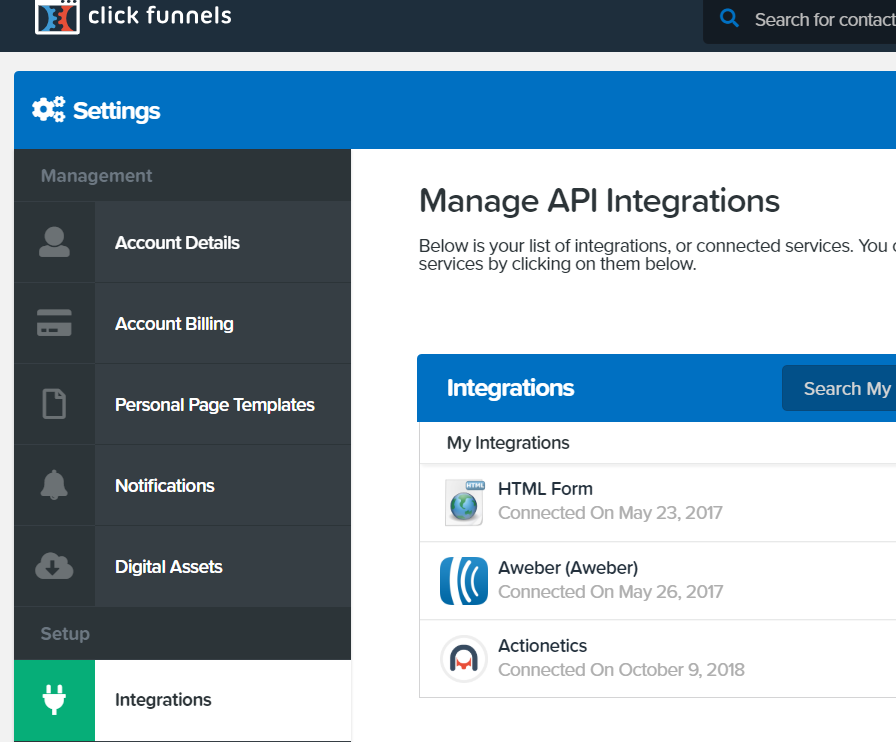 click funnels
Search for contact
Settings
Management
Account Details
Account Billing
Personal Page Templates
Notifications
Digital Assets
Setup
Integrations
Manage API Integrations
Below is your list of integrations, or connected services. You
services by clicking on them below.
Integrations
Search My
My Integrations
HTML
HTML Form
Connected On May 23, 2017
Aweber (Aweber)
Connected On May 26, 2017
Actionetics
Connected On October 9, 2018